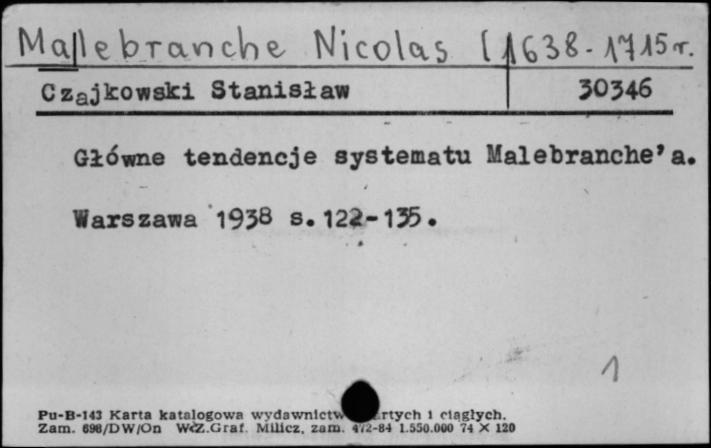 Malebranche Nicolas [1638-1715r.
Czajkowski Stanisław 30346
Główne tendencje systematu Malebranche'a.
Warszawa 1938 s. 122-135.
1
Pu-B-143 Karta katalogowa wydawnictw artych i ciągłych.
Zam. 698/DW/On WZ.Graf. Milicz, zam. 472-84 1.550.000 74 X 120